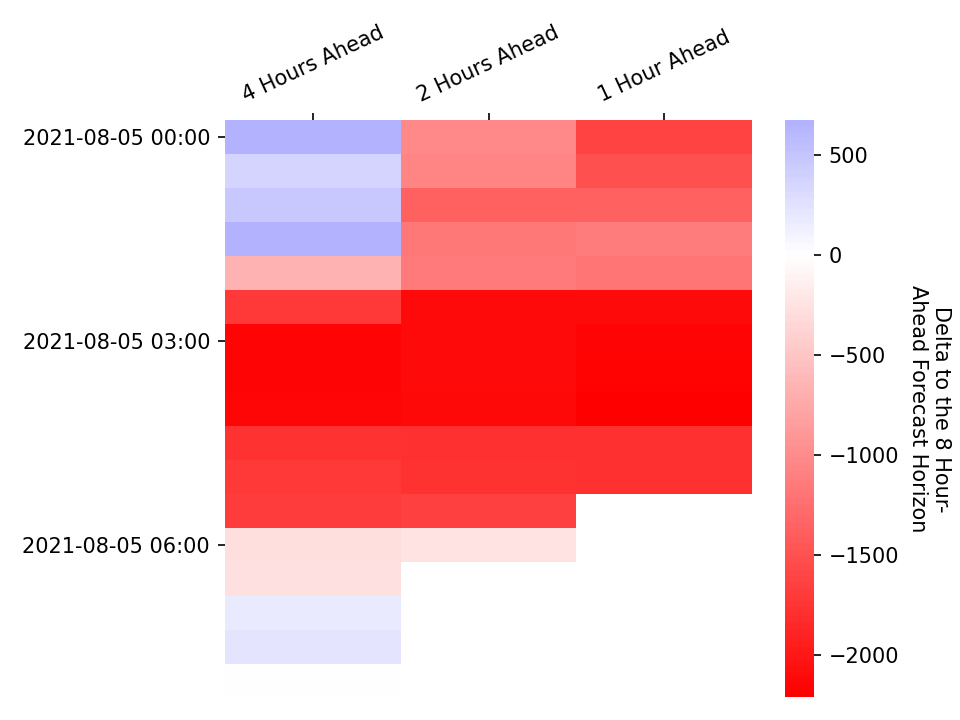 4 Hours Ahead
2 Hours Ahead
1 Hour Ahead
2021-08-05 00:00
2021-08-05 03:00
2021-08-05 06:00
500
0
−500
−1000
−1500
−2000
Delta to the 8 Hour-
Ahead Forecast Horizon